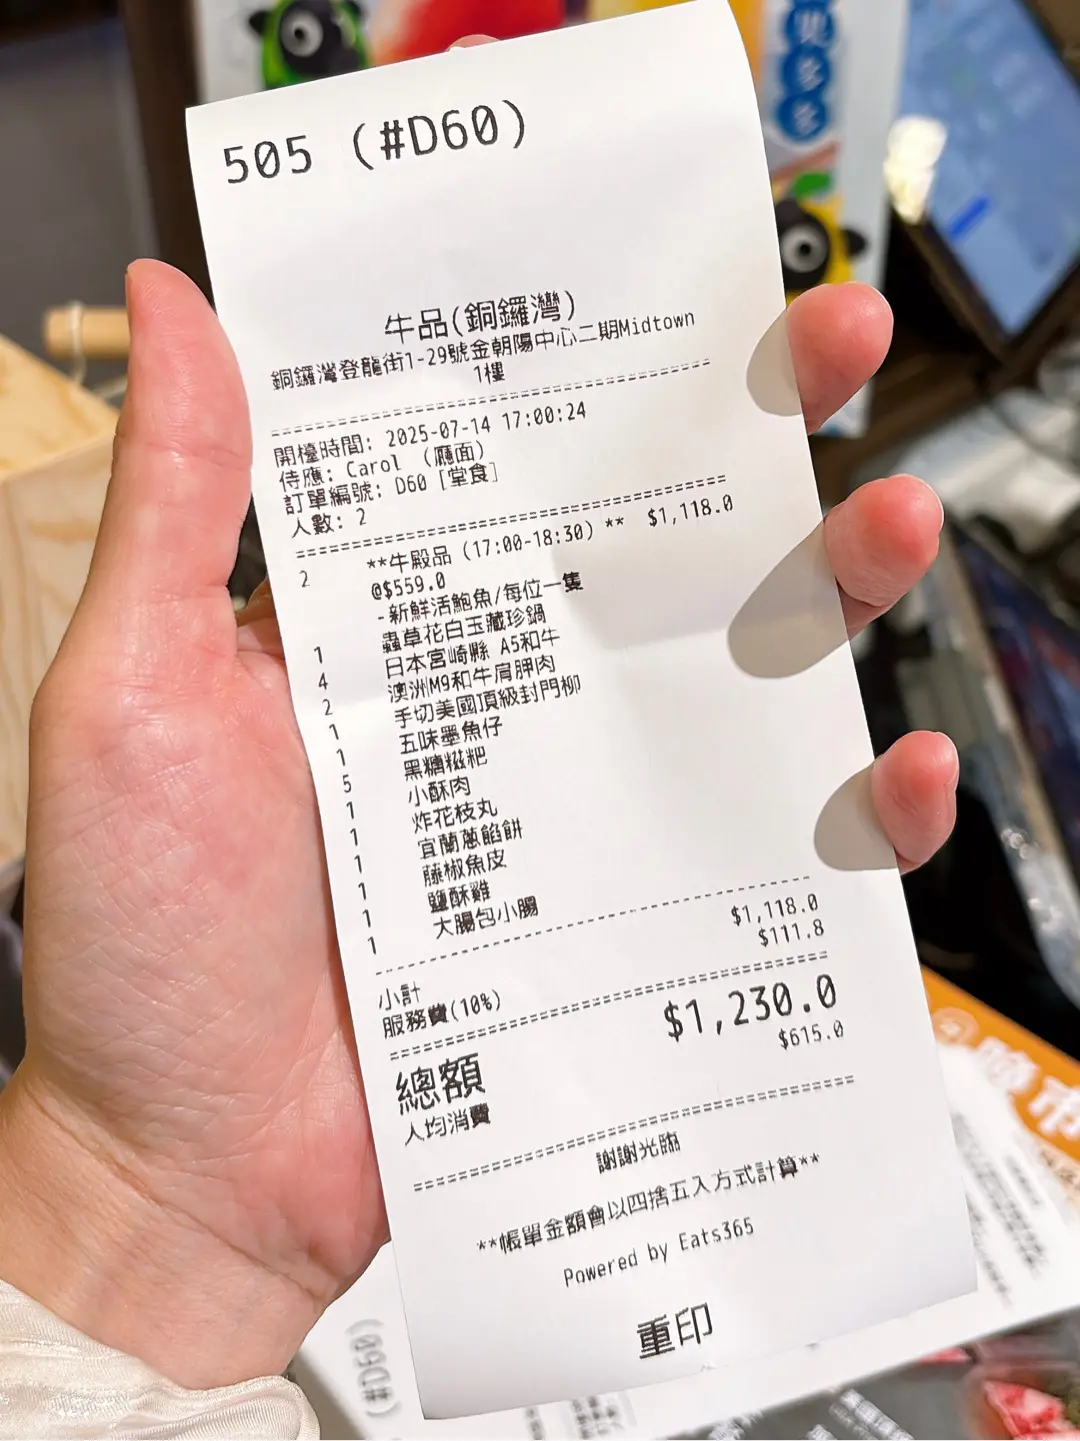 505 (#D60)
牛品(銅鑼灣)
銅鑼灣登龍街1-29號金朝陽中心二期Midtown
1樓
開檯時間: 2025-07-14 17:00:24
侍應: Carol (廳面)
訂單編號: D60 [堂食]
人數: 2
2 **牛殿品 (17:00-18:30) ** $1,118.0
@$559.0
-新鮮活鮑魚/每位一隻
1 蟲草花白玉藏珍鍋
4 日本宮崎縣 A5和牛
2 澳洲M9和牛肩胛肉
1 手切美國頂級封門柳
1 五味墨魚仔
5 黑糖糍粑
1 小酥肉
1 炸花枝丸
1 宜蘭蔥餡餅
1 藤椒魚皮
1 鹽酥雞
1 大腸包小腸
小計 $1,118.0
服務費(10%) $111.8
總額 $1,230.0
人均消費 $615.0
謝謝光臨
**帳單金額會以四捨五入方式計算**
Powered by Eats365
重印
(#D60)